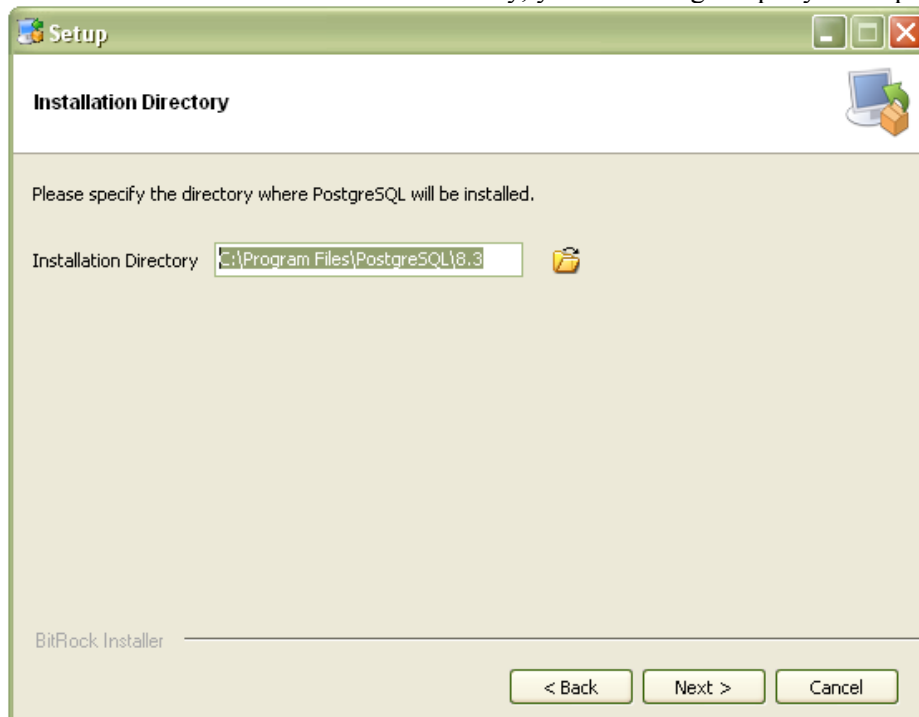 Setup
Installation Directory
Please specify the directory where PostgreSQL will be installed.
Installation Directory C:\Program Files\PostgreSQL\8.3
BitRock Installer
< Back Next > Cancel